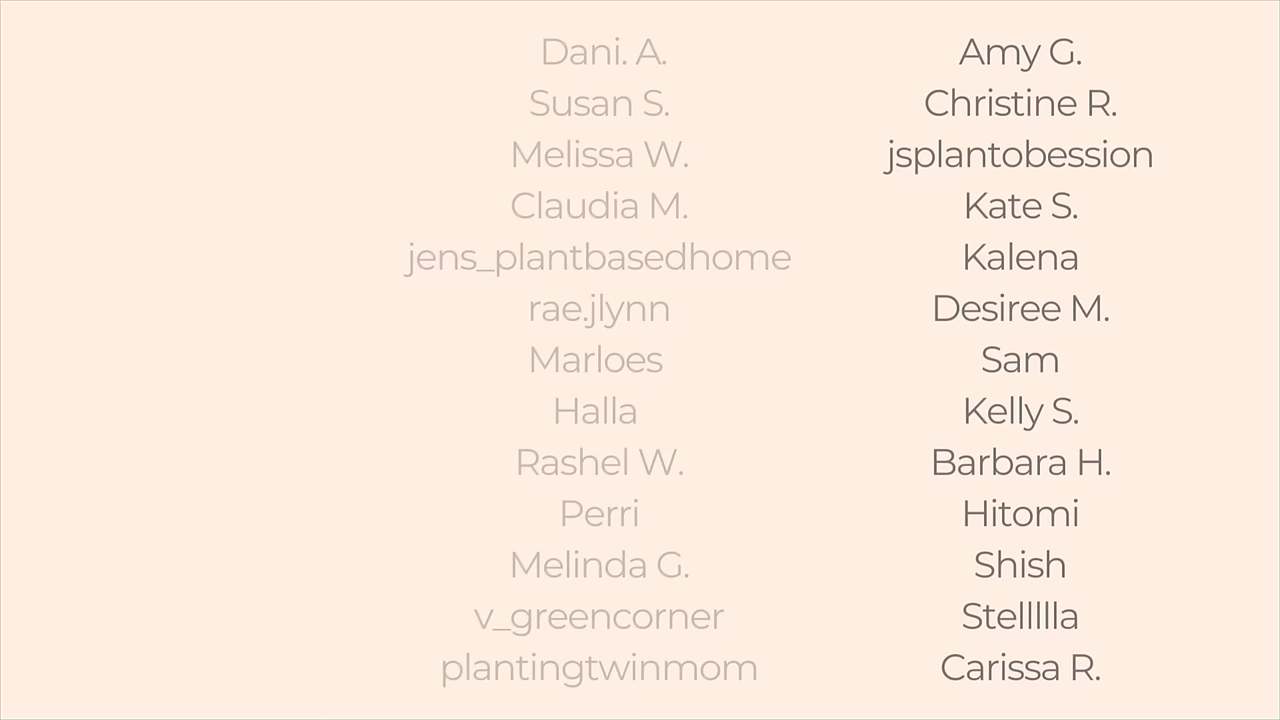 Dani. A.
Susan S.
Melissa W.
Claudia M.
jens_plantbasedhome
rae.jlynn
Marloes
Halla
Rashel W.
Perri
Melinda G.
v_greencorner
plantingtwinmom
Amy G.
Christine R.
jsplantobession
Kate S.
Kalena
Desiree M.
Sam
Kelly S.
Barbara H.
Hitomi
Shish
Stellllla
Carissa R.